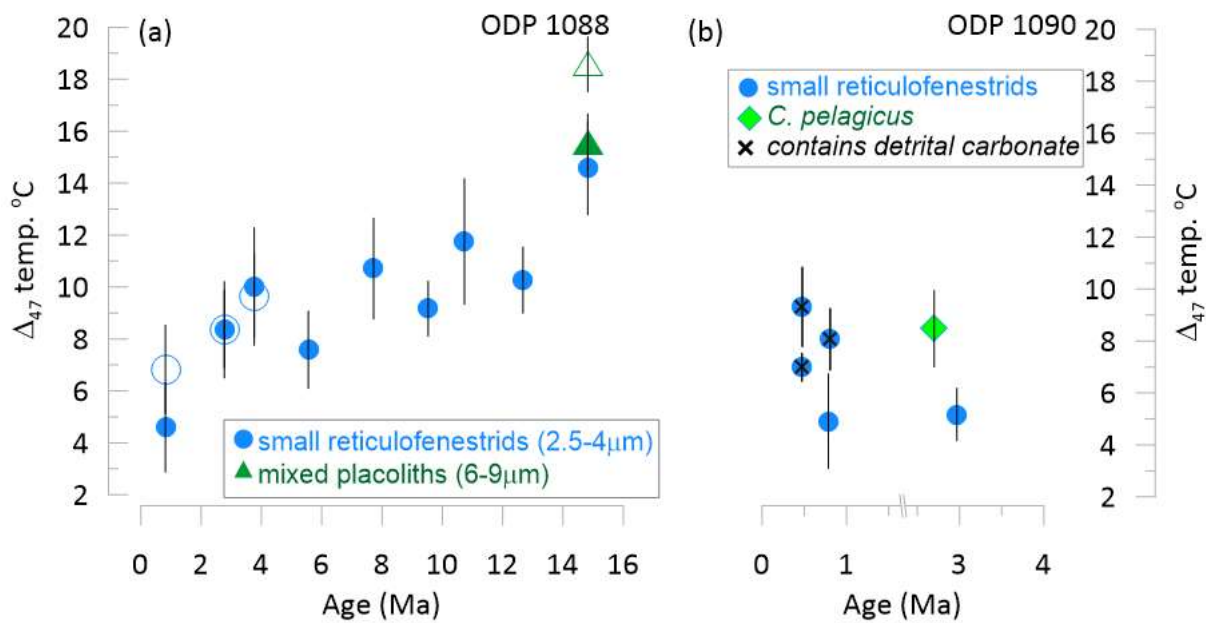 (a)
ODP 1088
(b)
ODP 1090
20
18
16
14
12
10
8
6
4
2
Δ47 temp. °C
small reticulofenestrids (2.5-4μm)
mixed placoliths (6-9μm)
0 2 4 6 8 10 12 14 16
Age (Ma)
small reticulofenestrids
C. pelagicus
contains detrital carbonate
20
18
16
14
12
10
8
6
4
2
Δ47 temp. °C
0 1 3 4
Age (Ma)